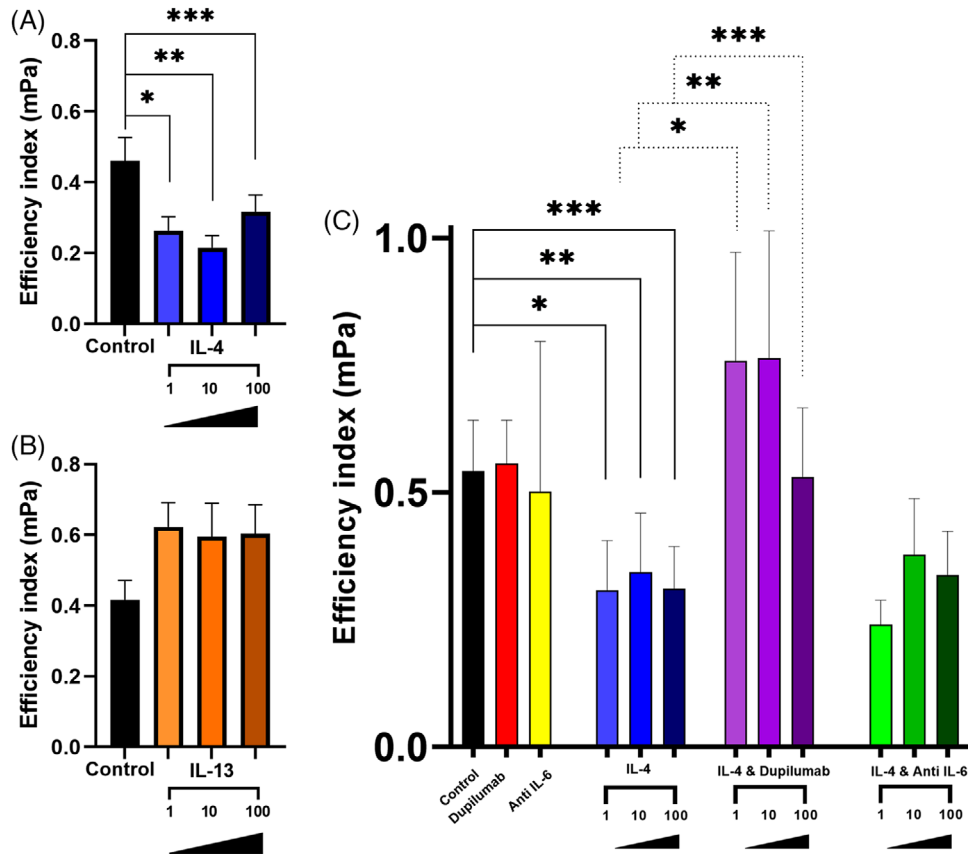 (A)
Efficiency index (mPa)
0.8
0.6
0.4
0.2
0.0
***
**
*
Control
IL-4
1 10 100
(B)
Efficiency index (mPa)
0.8
0.6
0.4
0.2
0.0
Control
IL-13
1 10 100
(C)
Efficiency index (mPa)
1.0
0.5
0.0
***
**
*
***
**
*
Control
Dupilumab
Anti IL-6
IL-4
1 10 100
IL-4 & Dupilumab
1 10 100
IL-4 & Anti IL-6
1 10 100